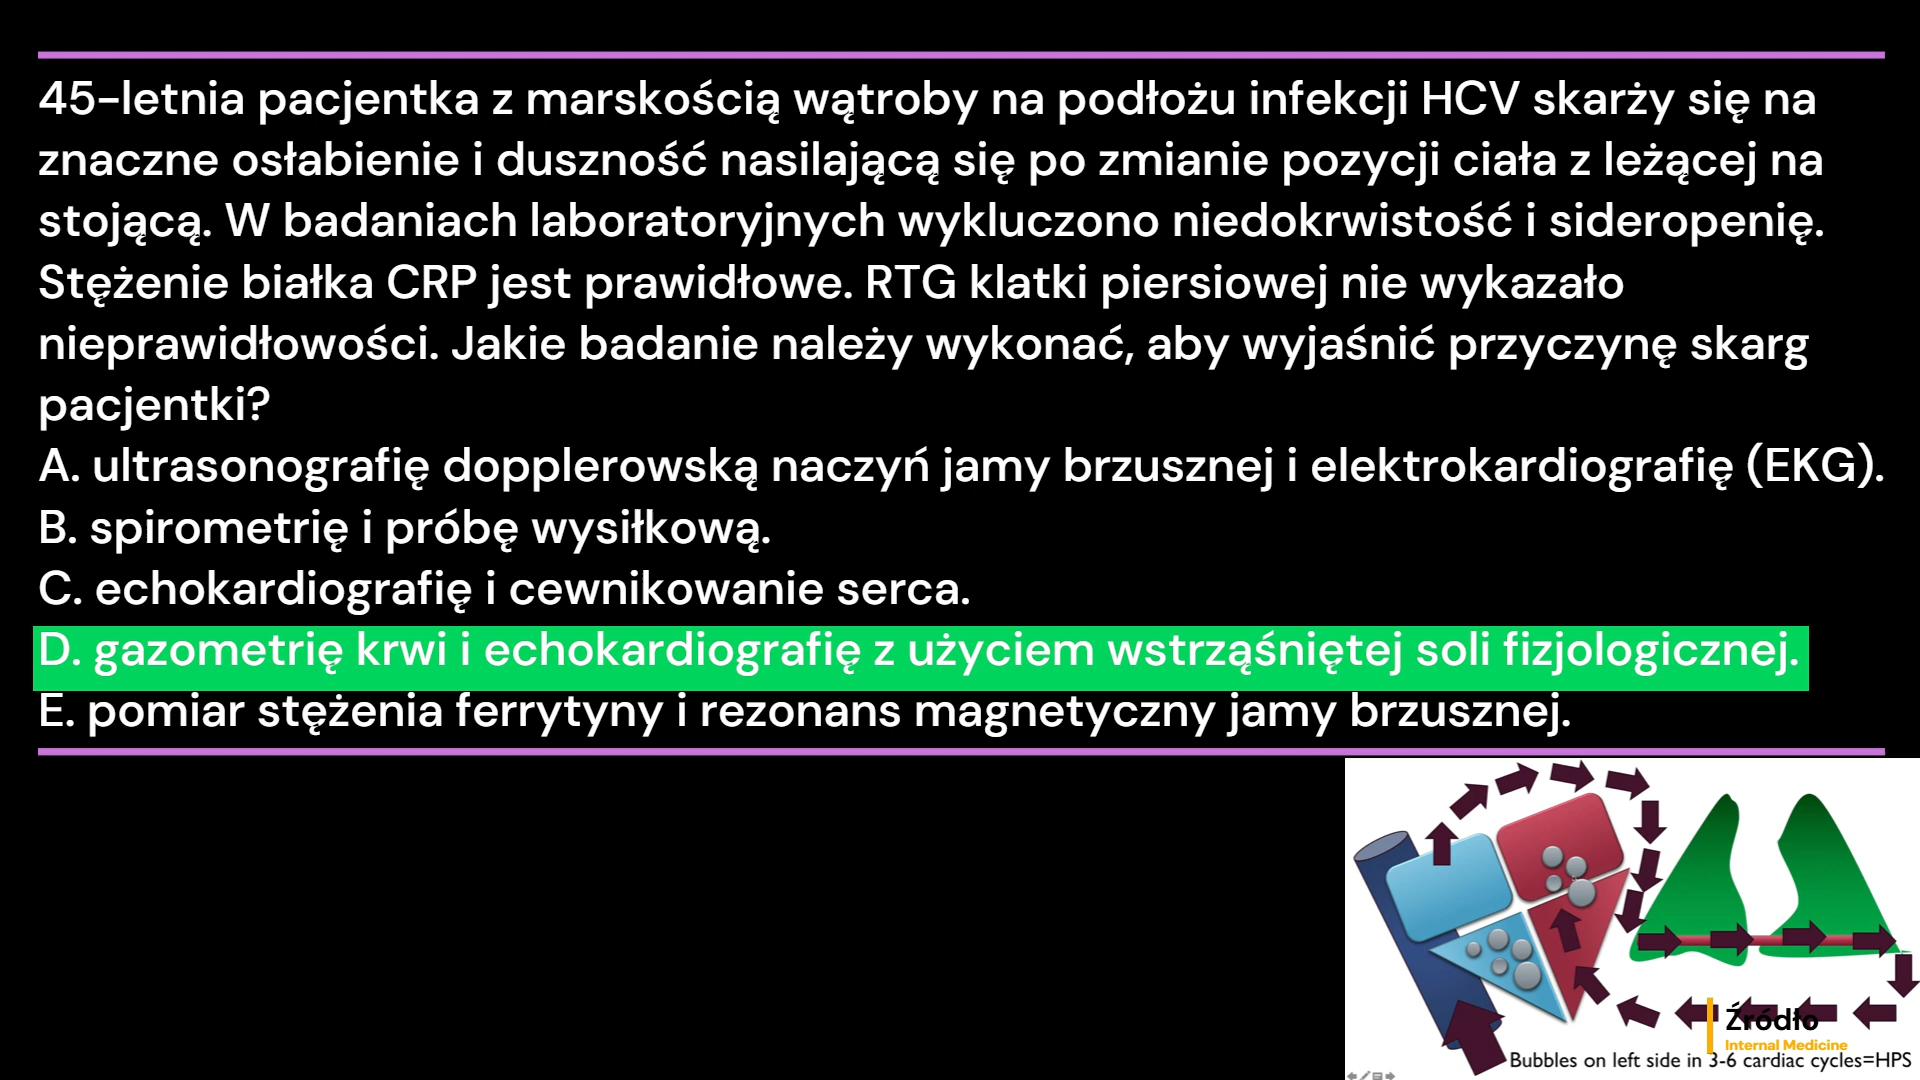 45-letnia pacjentka z marskością wątroby na podłożu infekcji HCV skarży się na
znaczne osłabienie i duszność nasilającą się po zmianie pozycji ciała z leżącej na
stojącą. W badaniach laboratoryjnych wykluczono niedokrwistość i sideropenię.
Stężenie białka CRP jest prawidłowe. RTG klatki piersiowej nie wykazało
nieprawidłowości. Jakie badanie należy wykonać, aby wyjaśnić przyczynę skarg
pacjentki?
A. ultrasonografię dopplerowską naczyń jamy brzusznej i elektrokardiografię (EKG).
B. spirometrię i próbę wysiłkową.
C. echokardiografię i cewnikowanie serca.
D. gazometrię krwi i echokardiografię z użyciem wstrząśniętej soli fizjologicznej.
E. pomiar stężenia ferrytyny i rezonans magnetyczny jamy brzusznej.
Źródło
Internal Medicine
Bubbles on left side in 3-6 cardiac cycles=HPS